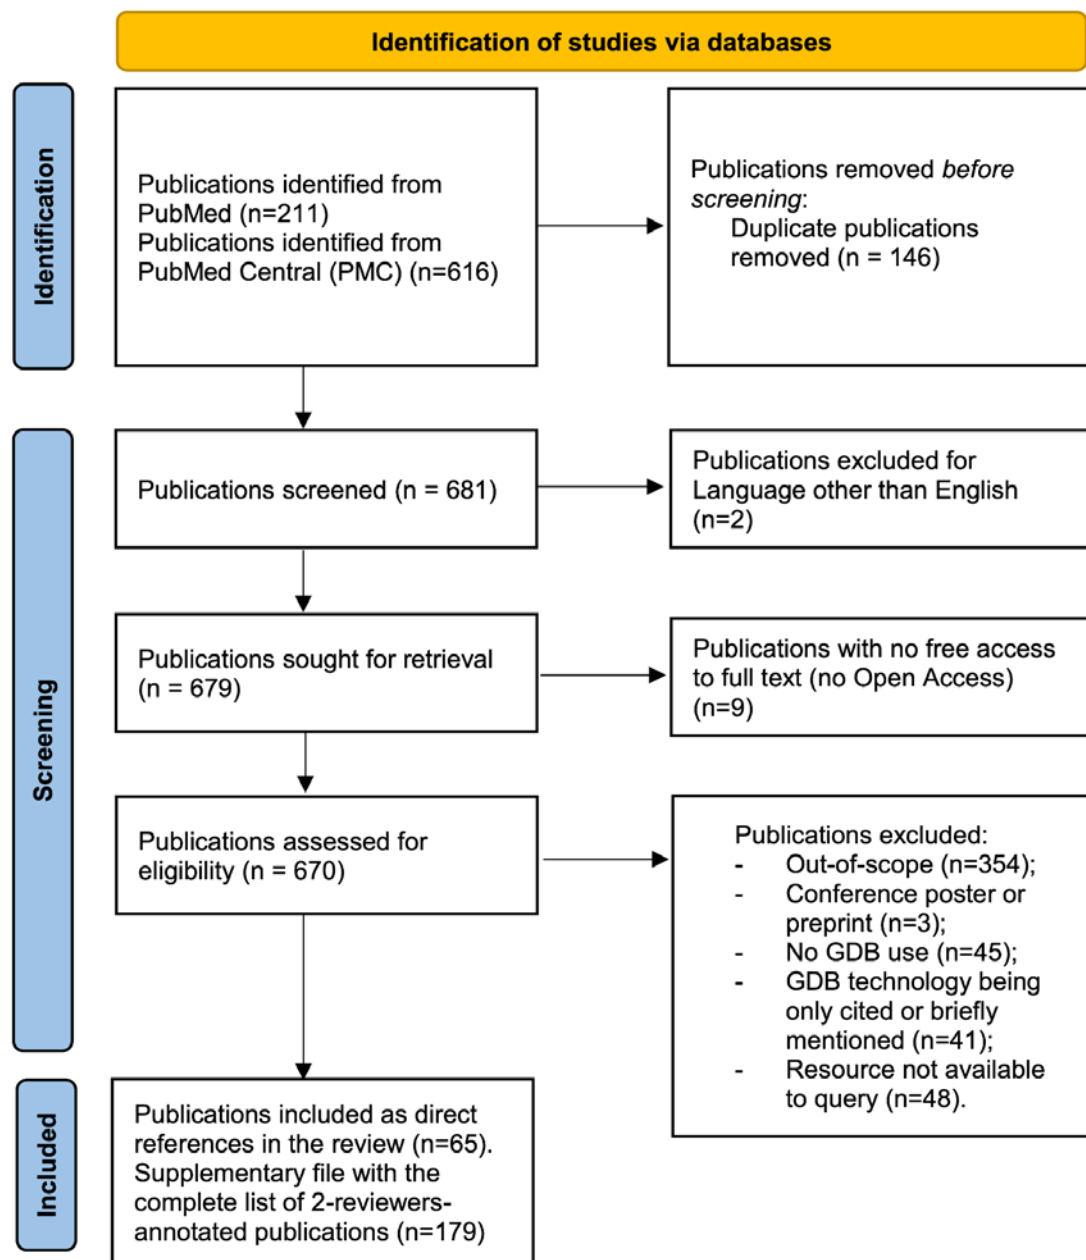 Identification of studies via databases
Identification
Publications identified from
PubMed (n=211)
Publications identified from
PubMed Central (PMC) (n=616)
Publications removed before
screening:
Duplicate publications
removed (n = 146)
Screening
Publications screened (n = 681)
Publications excluded for
Language other than English
(n=2)
Publications sought for retrieval
(n = 679)
Publications with no free access
to full text (no Open Access)
(n=9)
Publications assessed for
eligibility (n = 670)
Publications excluded:
- Out-of-scope (n=354);
- Conference poster or
preprint (n=3);
- No GDB use (n=45);
- GDB technology being
only cited or briefly
mentioned (n=41);
- Resource not available
to query (n=48).
Included
Publications included as direct
references in the review (n=65).
Supplementary file with the
complete list of 2-reviewers-
annotated publications (n=179)